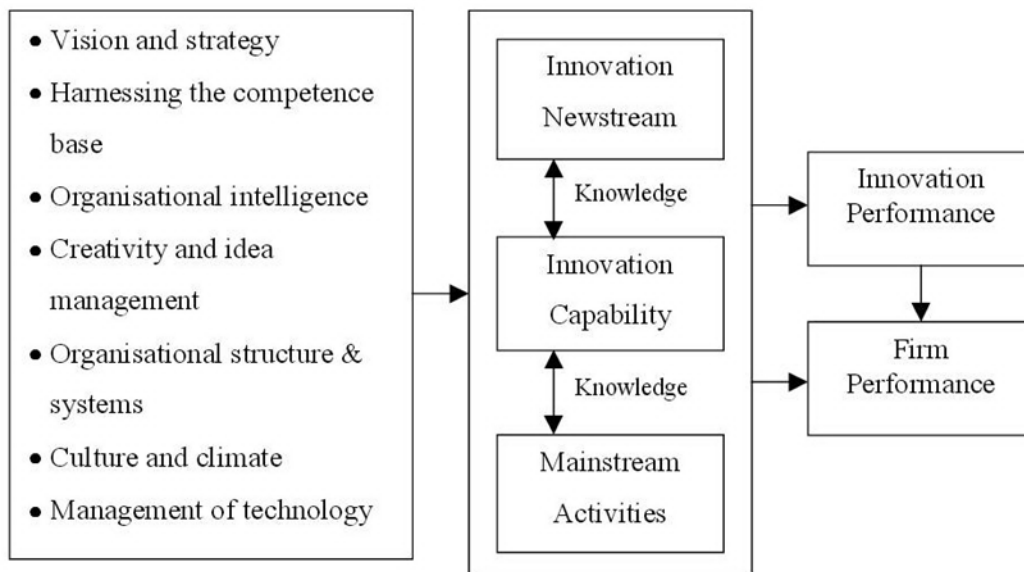 • Vision and strategy
• Harnessing the competence
base
• Organisational intelligence
• Creativity and idea
management
• Organisational structure &
systems
• Culture and climate
• Management of technology
Innovation
Newstream
Knowledge
Innovation
Capability
Knowledge
Mainstream
Activities
Innovation
Performance
Firm
Performance